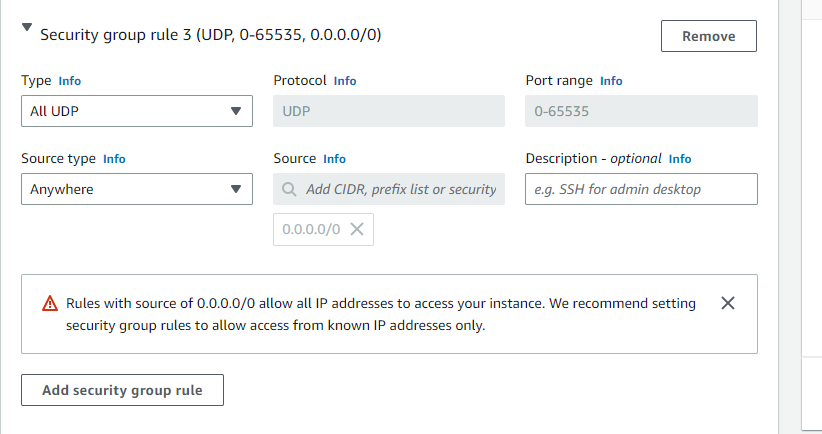 Security group rule 3 (UDP, 0-65535, 0.0.0.0/0)
Remove
Type Info
Protocol Info
Port range Info
All UDP
UDP
0-65535
Source type Info
Source Info
Description - optional Info
Anywhere
Add CIDR, prefix list or security
e.g. SSH for admin desktop
0.0.0.0/0
Rules with source of 0.0.0.0/0 allow all IP addresses to access your instance. We recommend setting
security group rules to allow access from known IP addresses only.
Add security group rule